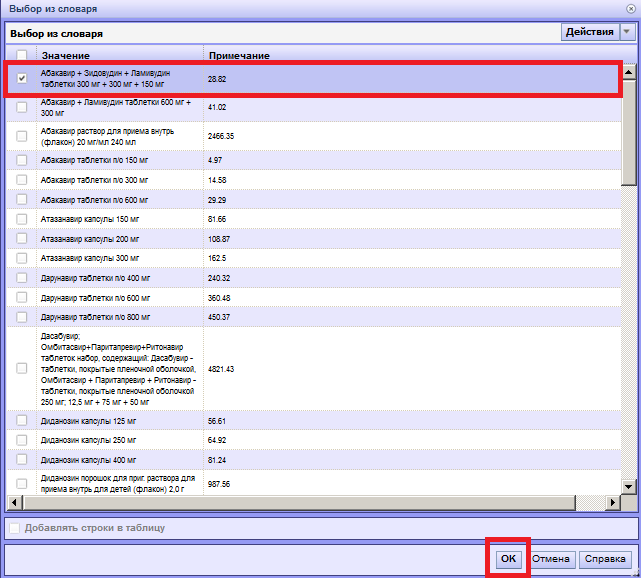 Выбор из словаря
Выбор из словаря
Действия
Значение
Примечание
Абакавир + Зидовудин + Ламивудин
таблетки 300 мг + 300 мг + 150 мг
28.82
Абакавир + Ламивудин таблетки 600 мг +
300 мг
41.02
Абакавир раствор для приема внутрь
(флакон) 20 мг/мл 240 мл
2466.35
Абакавир таблетки п/о 150 мг
4.97
Абакавир таблетки п/о 300 мг
14.58
Абакавир таблетки п/о 600 мг
29.29
Атазанавир капсулы 150 мг
81.66
Атазанавир капсулы 200 мг
108.87
Атазанавир капсулы 300 мг
162.5
Дарунавир таблетки п/о 400 мг
240.32
Дарунавир таблетки п/о 600 мг
360.48
Дарунавир таблетки п/о 800 мг
450.37
Дасабувир;
Омбитасвир+Паритапревир+Ритонавир
таблеток набор, содержащий: Дасабувир -
таблетки, покрытые пленочной оболочкой,
Омбитасвир + Паритапревир + Ритонавир -
таблетки, покрытые пленочной оболочкой
250 мг; 12,5 мг + 75 мг + 50 мг
4821.43
Диданозин капсулы 125 мг
56.61
Диданозин капсулы 250 мг
64.92
Диданозин капсулы 400 мг
81.24
Диданозин порошок для приг. раствора для
приема внутрь для детей (флакон) 2,0 г
987.56
Добавлять строки в таблицу
ОК
Отмена
Справка